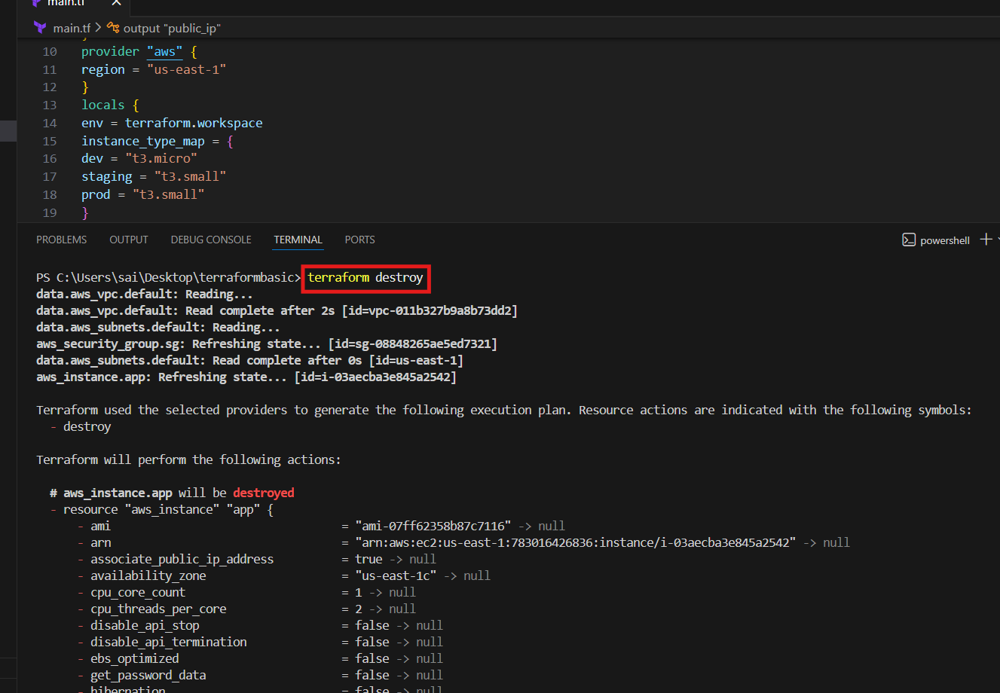 main.tf
main.tf > output "public_ip"
10 provider "aws" {
11 region = "us-east-1"
12 }
13 locals {
14 env = terraform.workspace
15 instance_type_map = {
16 dev = "t3.micro"
17 staging = "t3.small"
18 prod = "t3.small"
19 }
PROBLEMS OUTPUT DEBUG CONSOLE TERMINAL PORTS powershell
PS C:\Users\sai\Desktop\terraformbasic> terraform destroy
data.aws_vpc.default: Reading...
data.aws_vpc.default: Read complete after 2s [id=vpc-011b327b9a8b73dd2]
data.aws_subnets.default: Reading...
aws_security_group.sg: Refreshing state... [id=sg-08848265ae5ed7321]
data.aws_subnets.default: Read complete after 0s [id=us-east-1]
aws_instance.app: Refreshing state... [id=i-03aecba3e845a2542]
Terraform used the selected providers to generate the following execution plan. Resource actions are indicated with the following symbols:
- destroy
Terraform will perform the following actions:
# aws_instance.app will be destroyed
- resource "aws_instance" "app" {
- ami = "ami-07ff62358b87c7116" -> null
- arn = "arn:aws:ec2:us-east-1:783016426836:instance/i-03aecba3e845a2542" -> null
- associate_public_ip_address = true -> null
- availability_zone = "us-east-1c" -> null
- cpu_core_count = 1 -> null
- cpu_threads_per_core = 2 -> null
- disable_api_stop = false -> null
- disable_api_termination = false -> null
- ebs_optimized = false -> null
- get_password_data = false -> null
- hibernation = false -> null